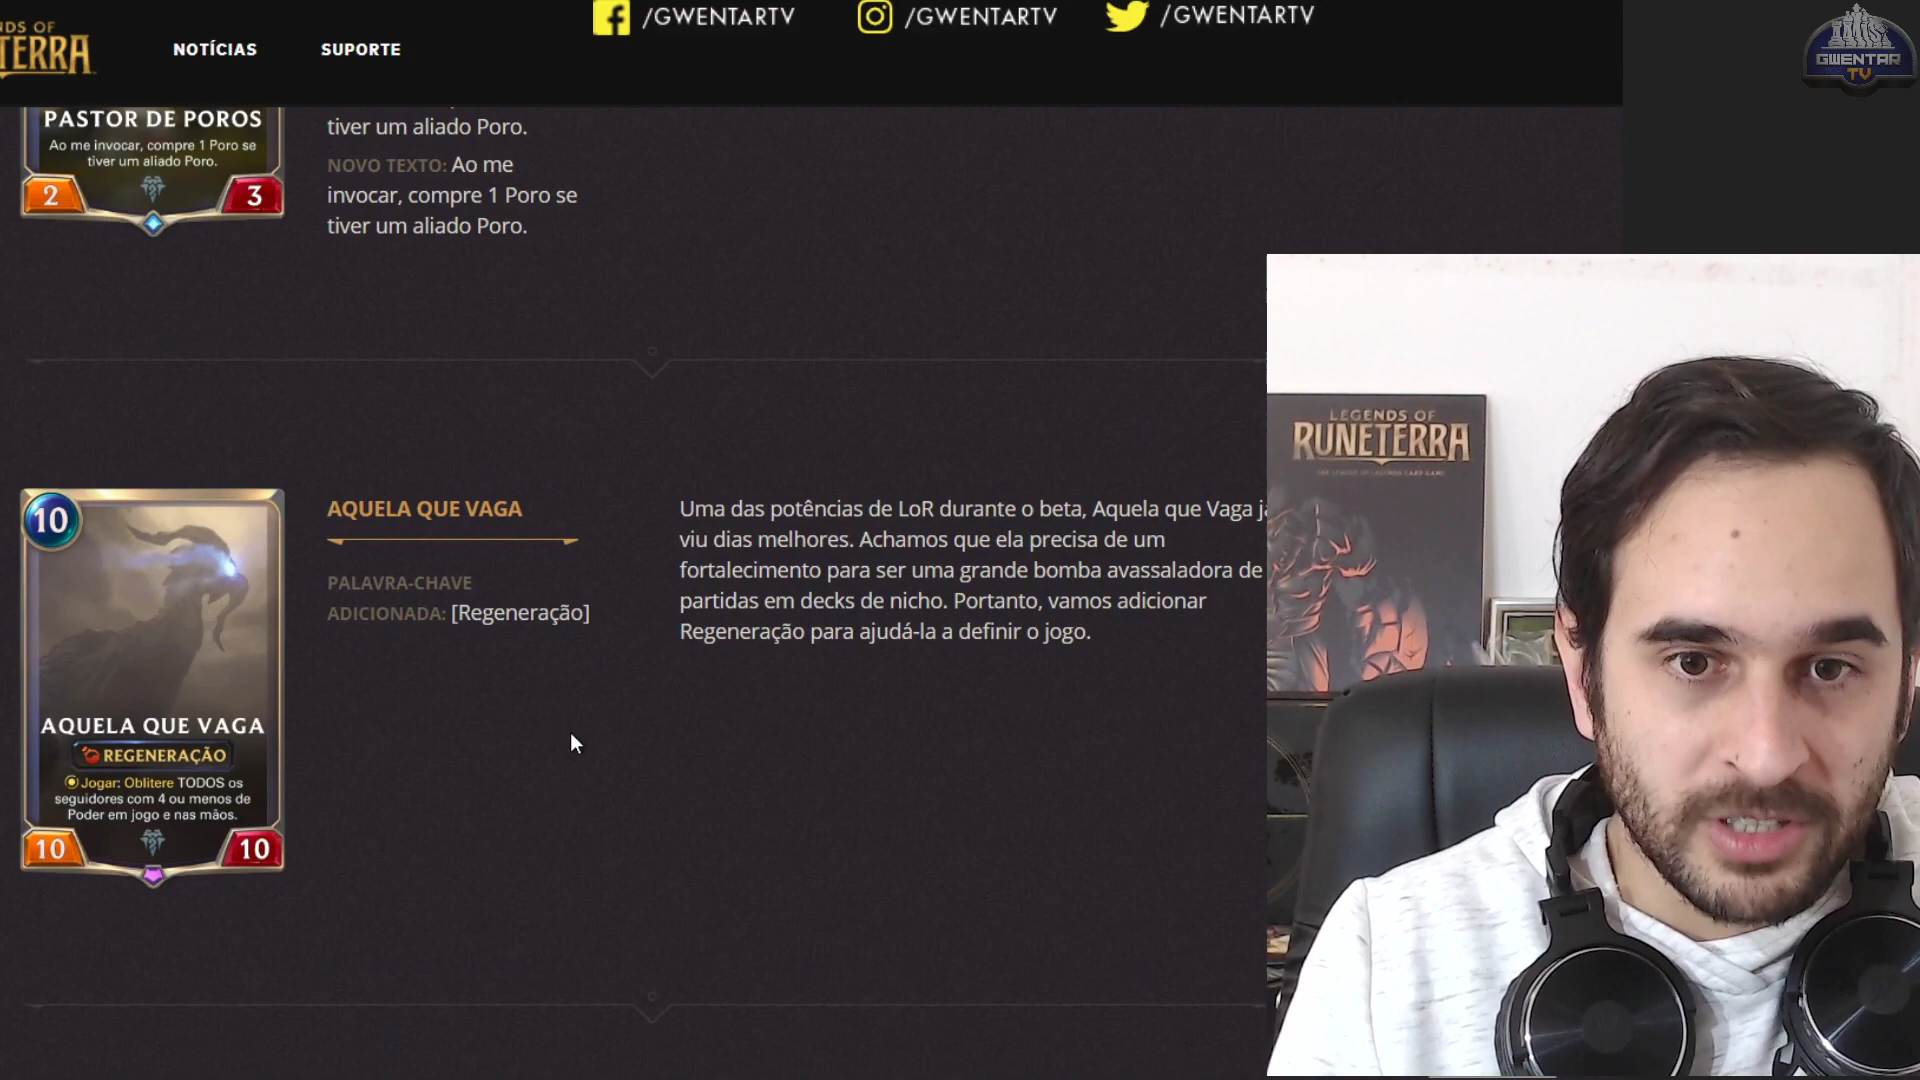 NDS OF
TERRA
NOTÍCIAS
SUPORTE
/GWENTARTV
/GWENTARTV
/GWENTARTV
GWENTAR
TV
PASTOR DE POROS
Ao me invocar, compre 1 Poro se
tiver um aliado Poro.
2
3
tiver um aliado Poro.
NOVO TEXTO: Ao me
invocar, compre 1 Poro se
tiver um aliado Poro.
10
AQUELA QUE VAGA
REGENERAÇÃO
Jogar: Oblitere TODOS os
seguidores com 4 ou menos de
Poder em jogo e nas mãos.
10
10
AQUELA QUE VAGA
PALAVRA-CHAVE
ADICIONADA: [Regeneração]
Uma das potências de LoR durante o beta, Aquela que Vaga já
viu dias melhores. Achamos que ela precisa de um
fortalecimento para ser uma grande bomba avassaladora de
partidas em decks de nicho. Portanto, vamos adicionar
Regeneração para ajudá-la a definir o jogo.
LEGENDS OF
RUNETERRA